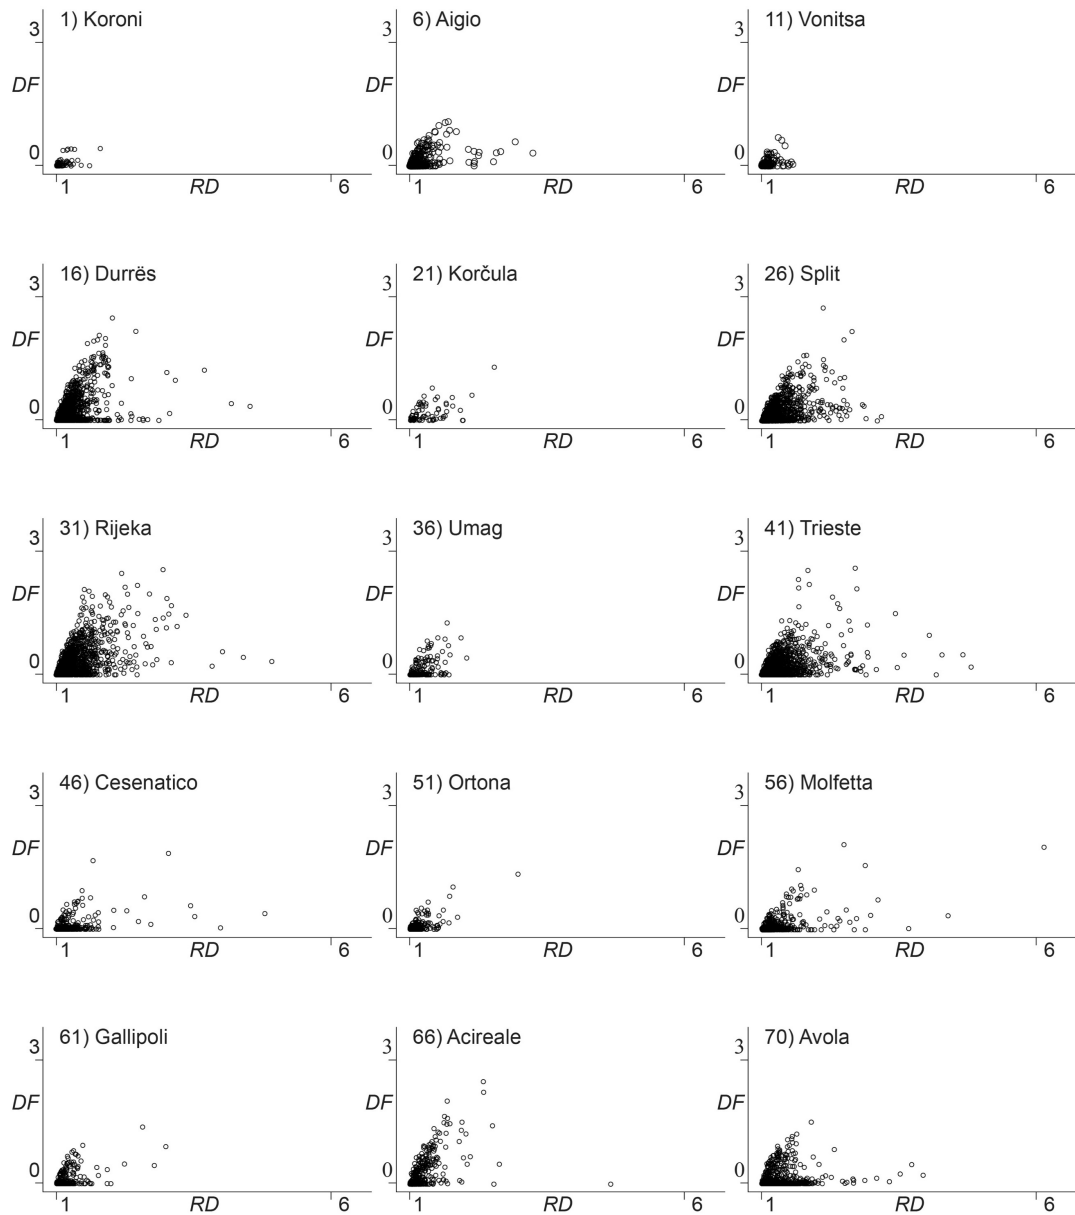 1) Koroni
3
DF
0
1 RD 6
6) Aigio
3
DF
0
1 RD 6
11) Vonitsa
3
DF
0
1 RD 6
16) Durrës
3
DF
0
1 RD 6
21) Korčula
3
DF
0
1 RD 6
26) Split
3
DF
0
1 RD 6
31) Rijeka
3
DF
0
1 RD 6
36) Umag
3
DF
0
1 RD 6
41) Trieste
3
DF
0
1 RD 6
46) Cesenatico
3
DF
0
1 RD 6
51) Ortona
3
DF
0
1 RD 6
56) Molfetta
3
DF
0
1 RD 6
61) Gallipoli
3
DF
0
1 RD 6
66) Acireale
3
DF
0
1 RD 6
70) Avola
3
DF
0
1 RD 6